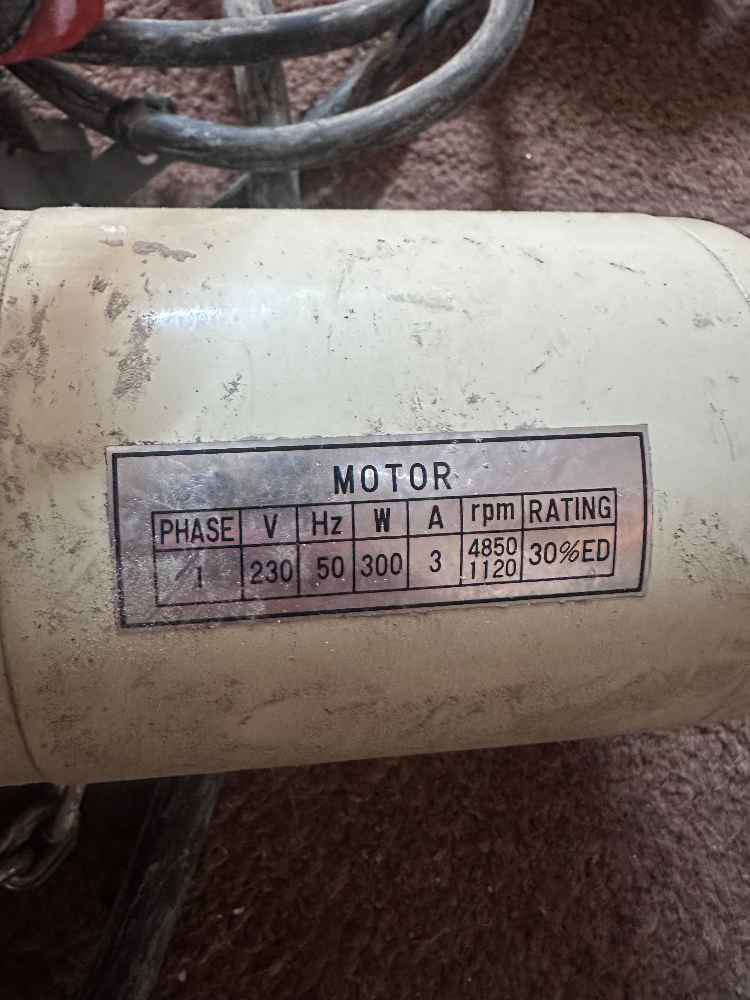 MOTOR
PHASE V Hz W A rpm RATING
1 230 50 300 3 4850 1120 30%ED